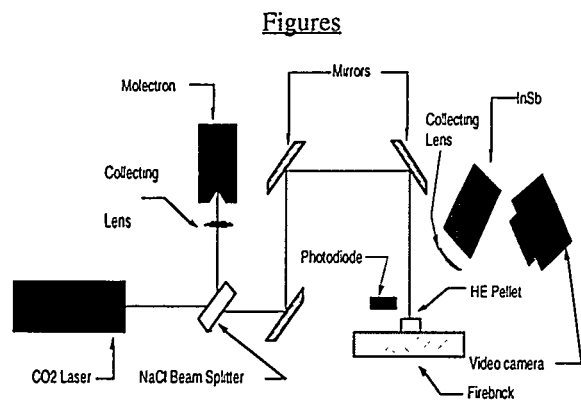 Figures
Mirrors
Molectron
InSb
Collecting
Lens
Collecting
Lens
Photodiode
HE Pellet
CO2 Laser
NaCl Beam Splitter
Video camera
Firebrick